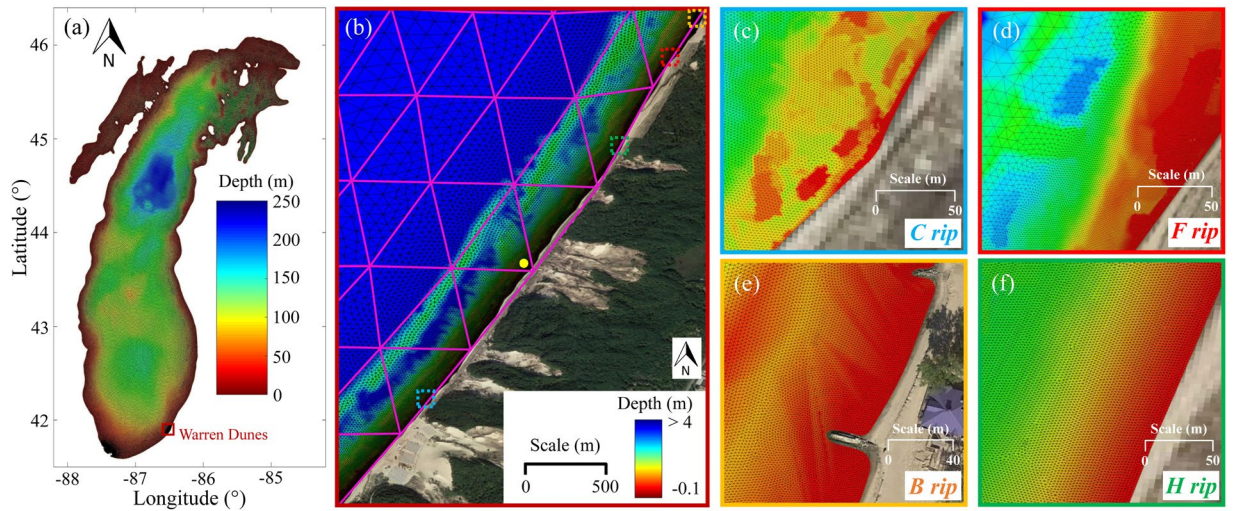 (a)
N
46
45
44
43
42
Latitude (°)
Depth (m)
250
200
150
100
50
0
Warren Dunes
-88
-87
-86
-85
Longitude (°)
(b)
N
Scale (m)
0
500
Depth (m)
> 4
-0.1
(c)
Scale (m)
0
50
C rip
(d)
Scale (m)
0
50
F rip
(e)
Scale (m)
0
40
B rip
(f)
Scale (m)
0
50
H rip